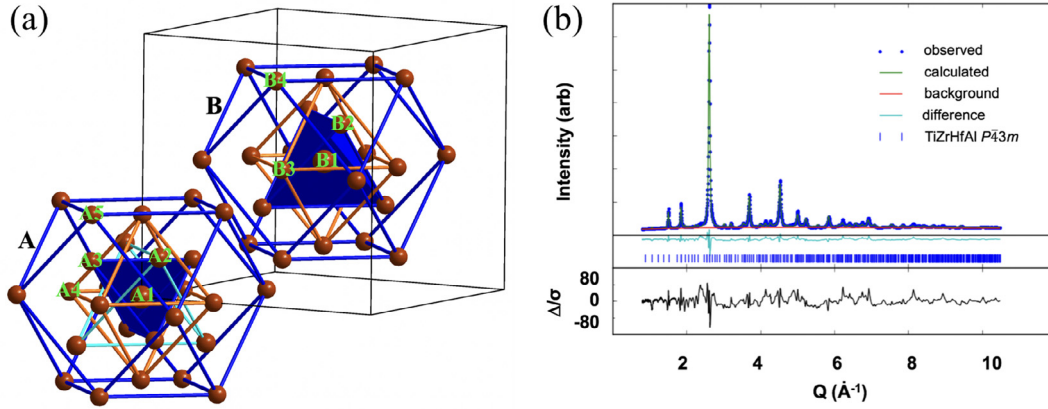 (a)
B4
B
B2
B1
B3
A5
A
A3
A2
A4
A1
(b)
Intensity (arb)
observed
calculated
background
difference
TiZrHfAl P4̄3m
80
0
-80
Δ/σ
2
4
6
8
10
Q (Å⁻¹)